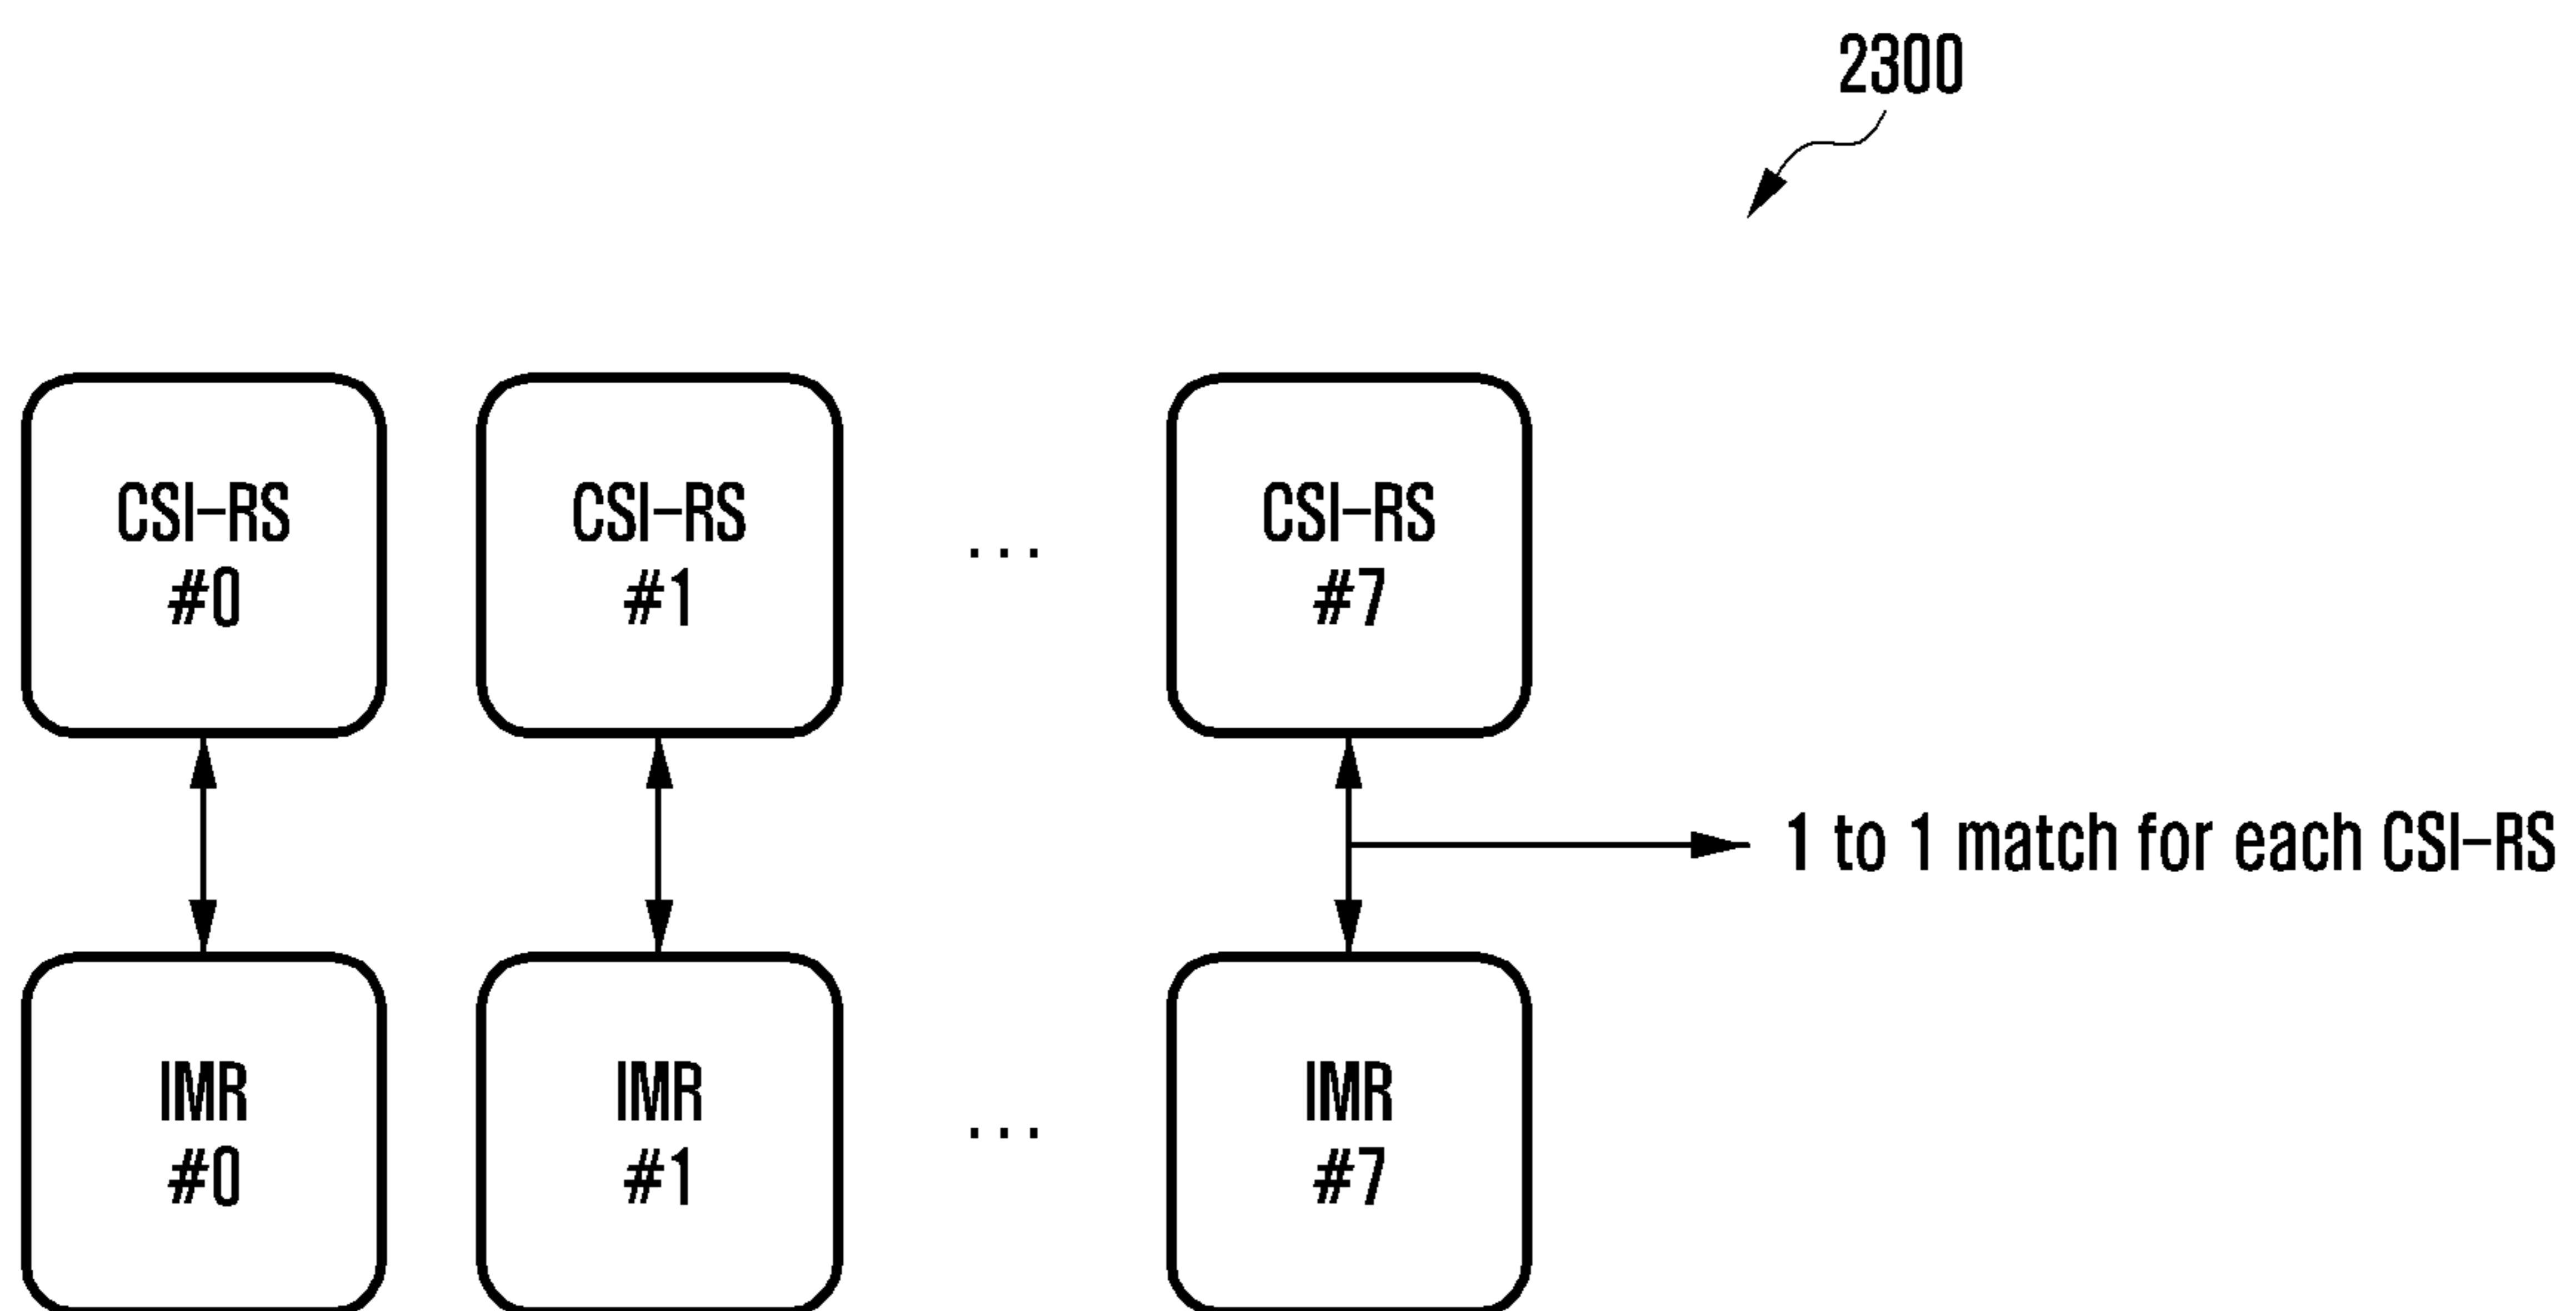 2300
CSI-RS
#0
CSI-RS
#1
...
CSI-RS
#7
1 to 1 match for each CSI-RS
IMR
#0
IMR
#1
...
IMR
#7